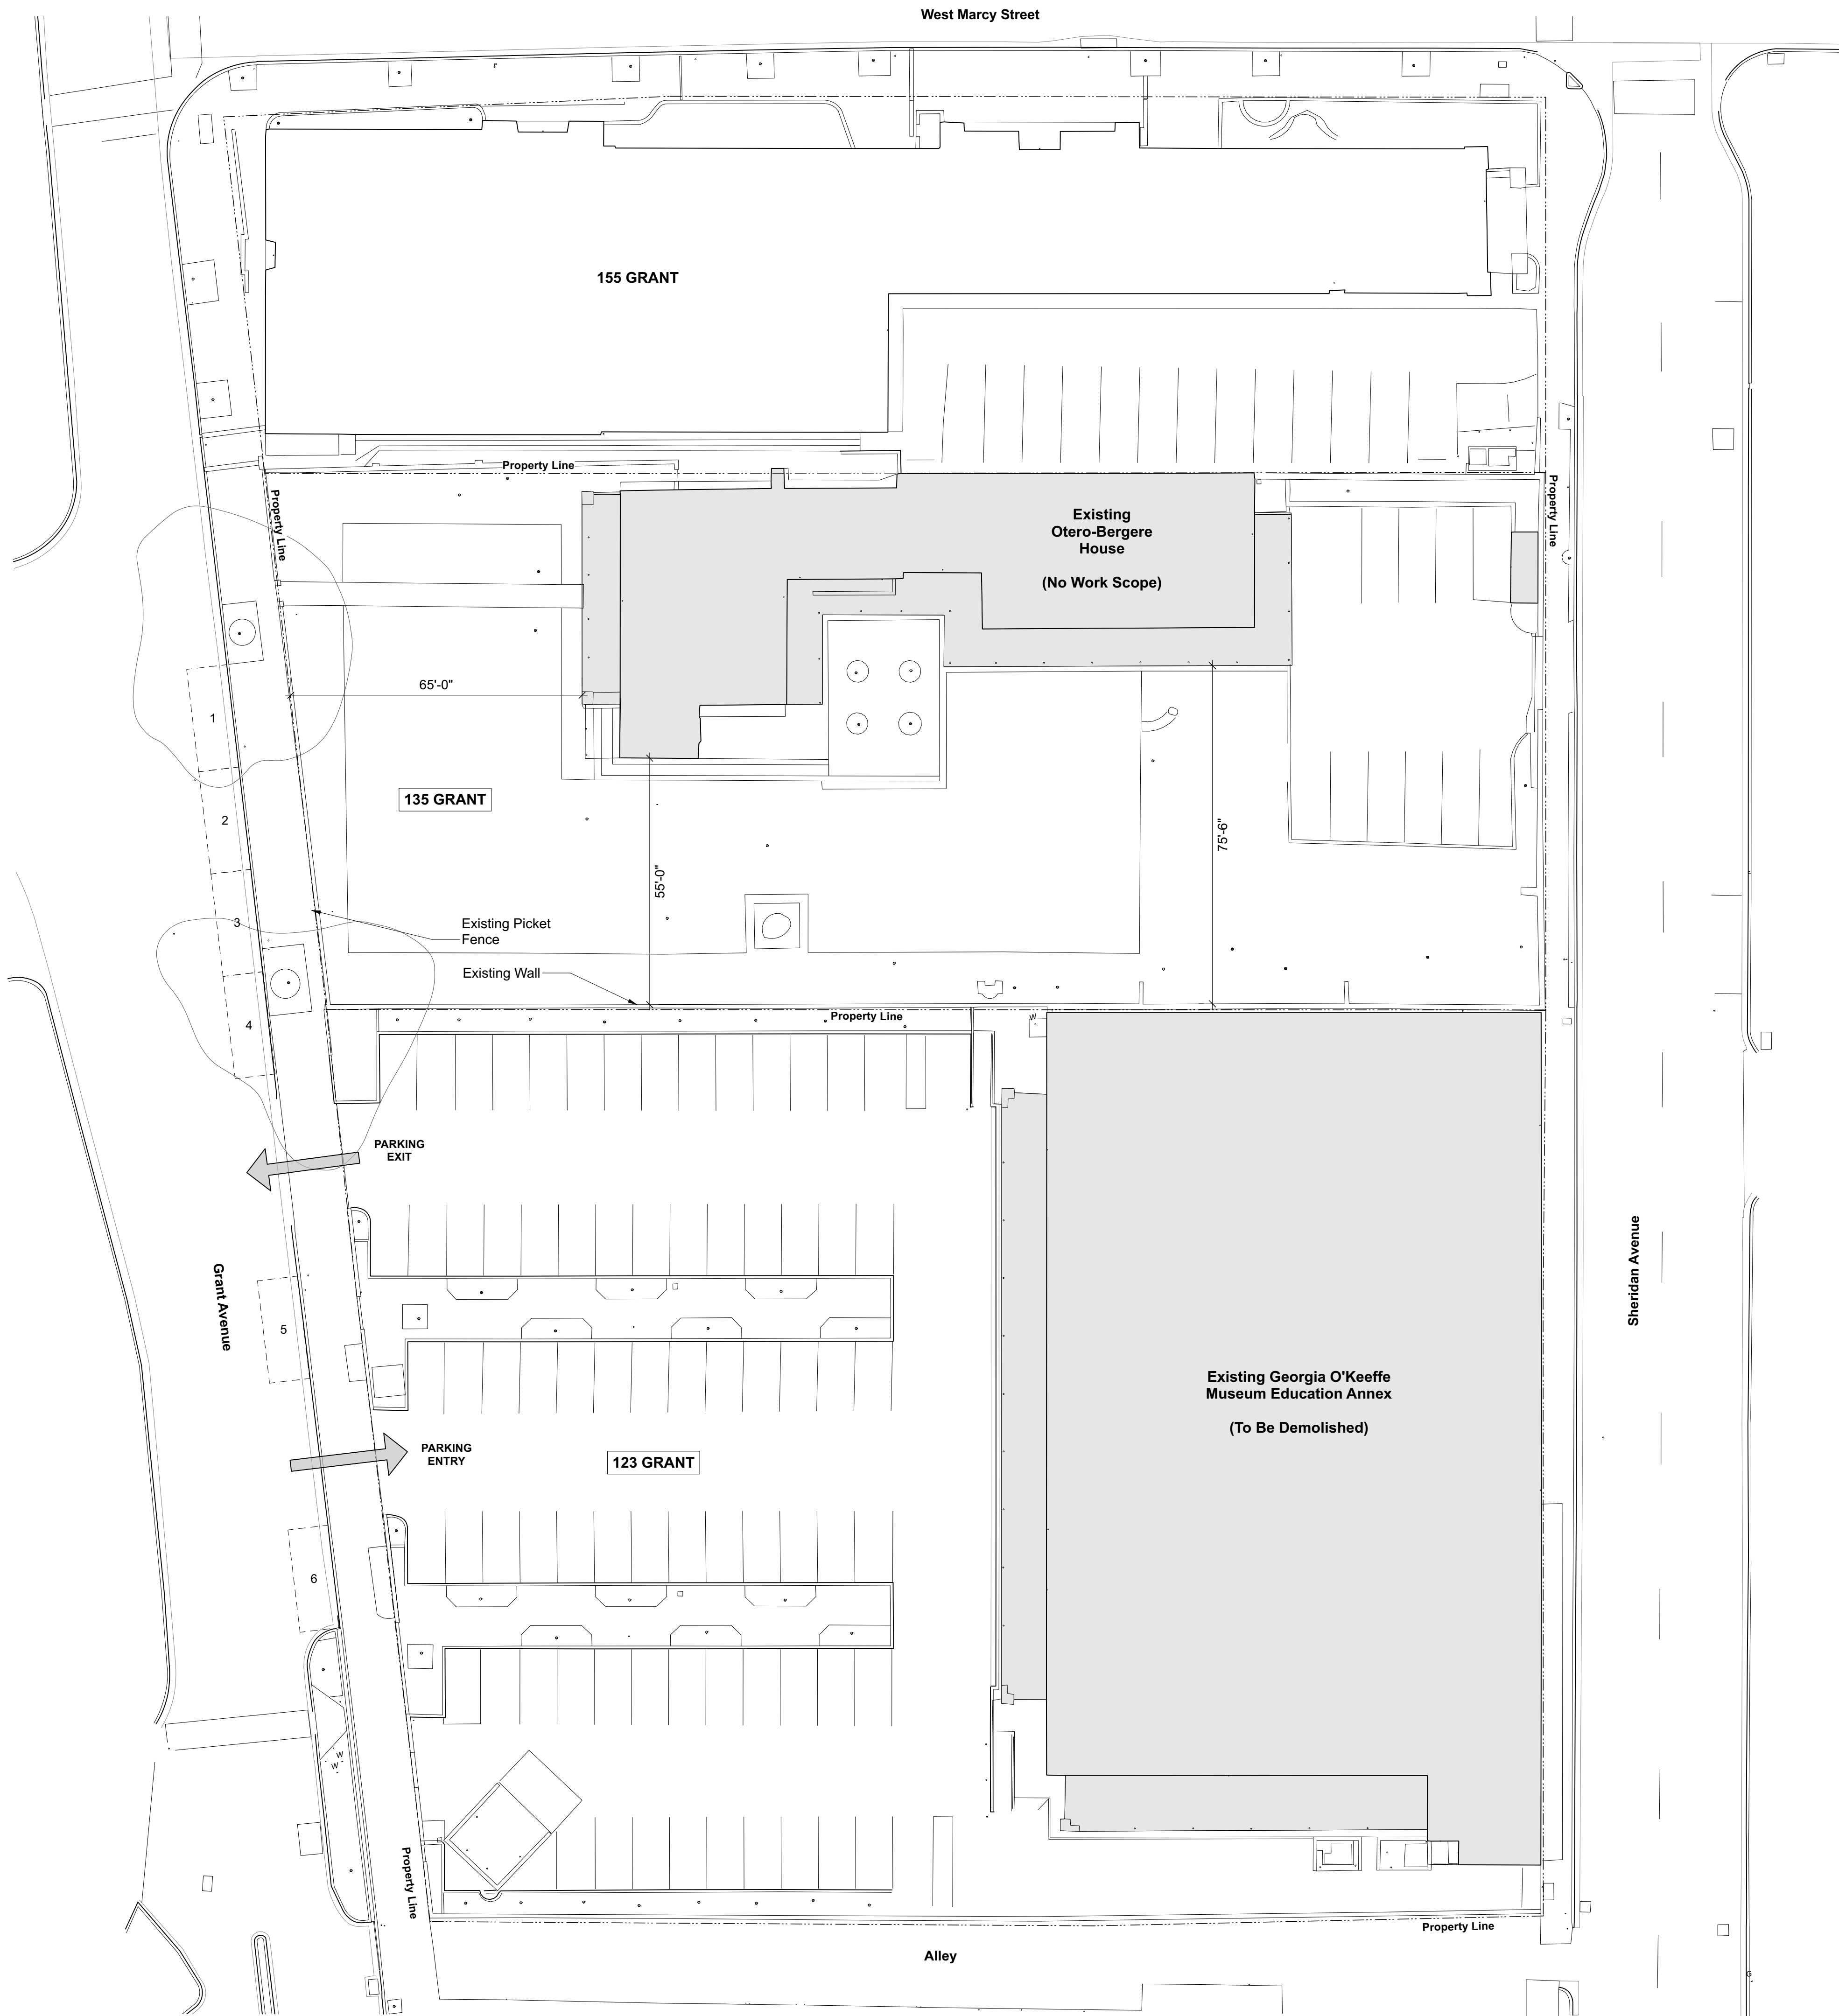 West Marcy Street
155 GRANT
Property Line
Property Line
Property Line
Existing
Otero-Bergere
House
(No Work Scope)
65'-0"
1
135 GRANT
2
75'-6"
55'-0"
3
Existing Picket
Fence
Existing Wall
4
Property Line
W
PARKING
EXIT
Grant Avenue
Sheridan Avenue
5
Existing Georgia O'Keeffe
Museum Education Annex
(To Be Demolished)
PARKING
ENTRY
123 GRANT
6
W
W
Property Line
Property Line
Alley
G